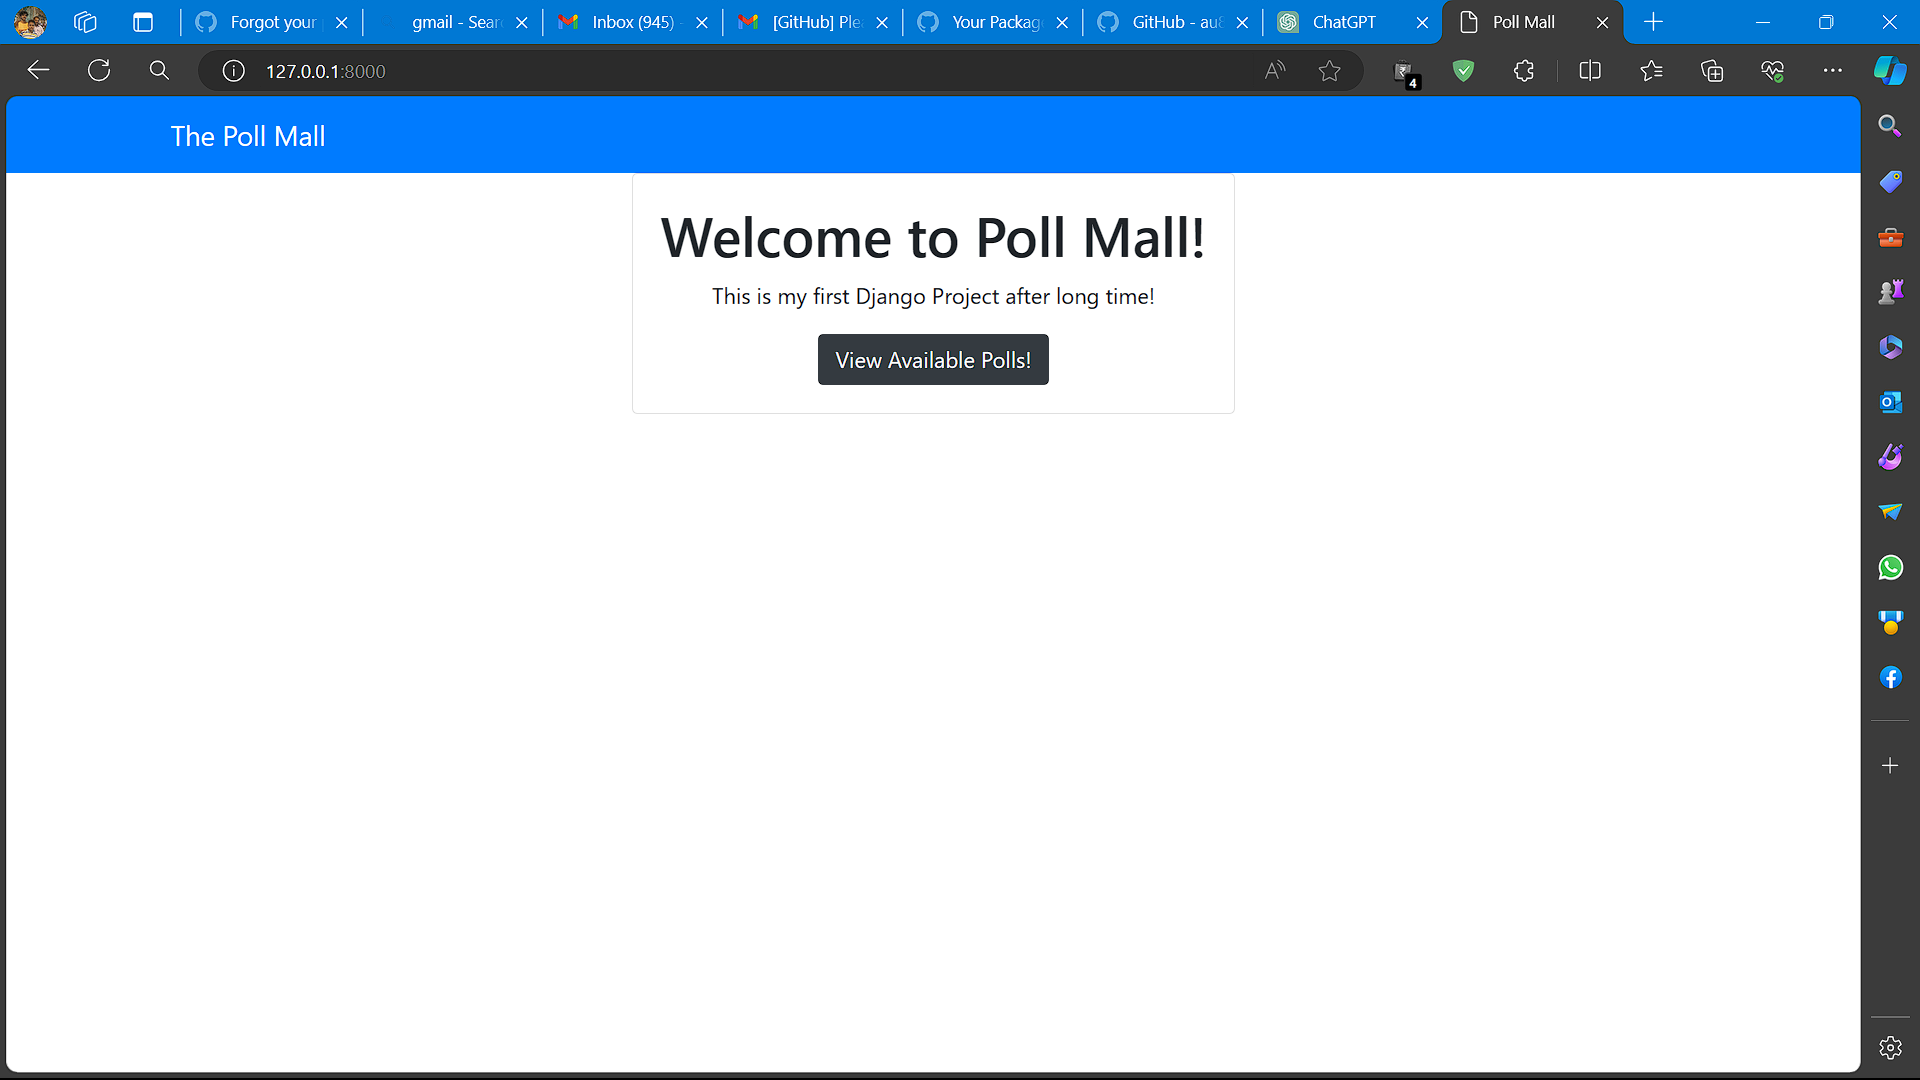 Forgot your
gmail - Sear
Inbox (945) -
[GitHub] Ple
Your Packag
GitHub - au8
ChatGPT
Poll Mall
127.0.0.1:8000
4
The Poll Mall
Welcome to Poll Mall!
This is my first Django Project after long time!
View Available Polls!